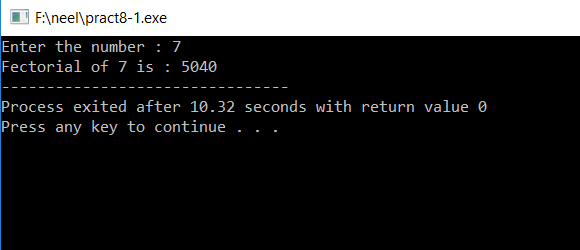 F:\neel\pract8-1.exe
Enter the number : 7
Fectorial of 7 is : 5040
--------------------------------
Process exited after 10.32 seconds with return value 0
Press any key to continue . . .